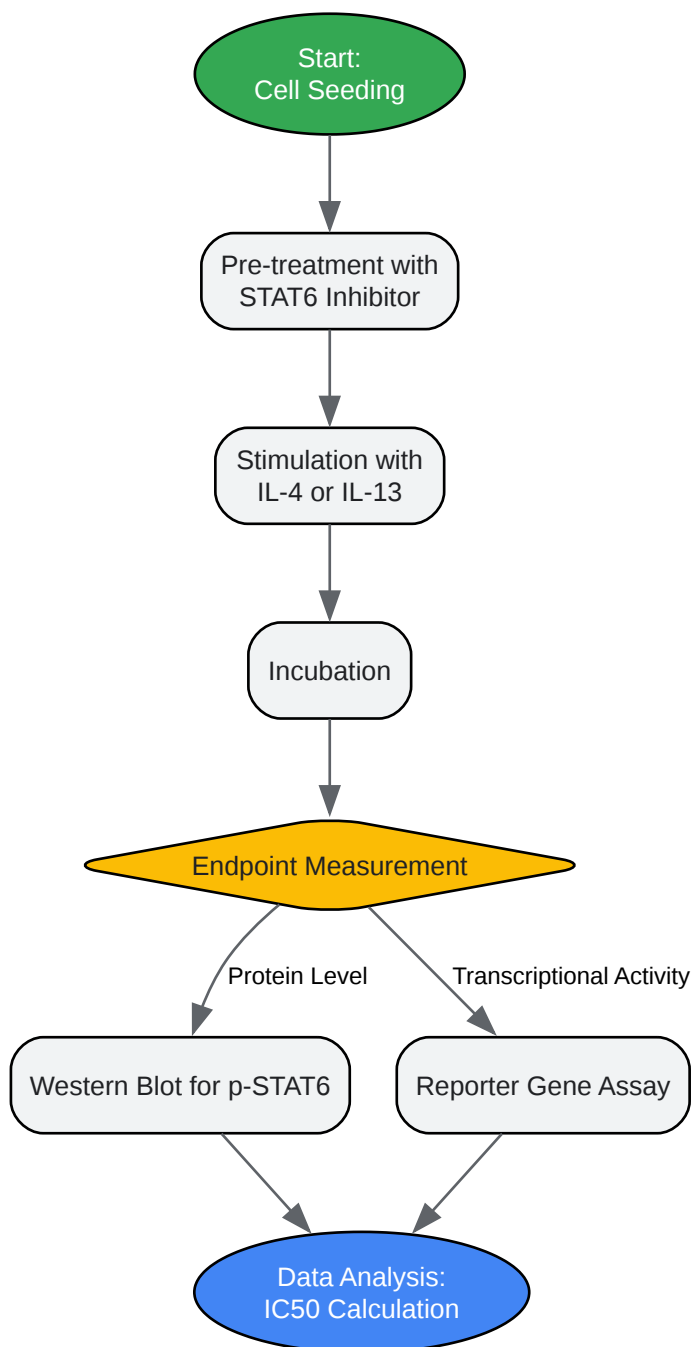 Start:
Cell Seeding
Pre-treatment with
STAT6 Inhibitor
Stimulation with
IL-4 or IL-13
Incubation
Endpoint Measurement
Protein Level
Transcriptional Activity
Western Blot for p-STAT6
Reporter Gene Assay
Data Analysis:
IC50 Calculation